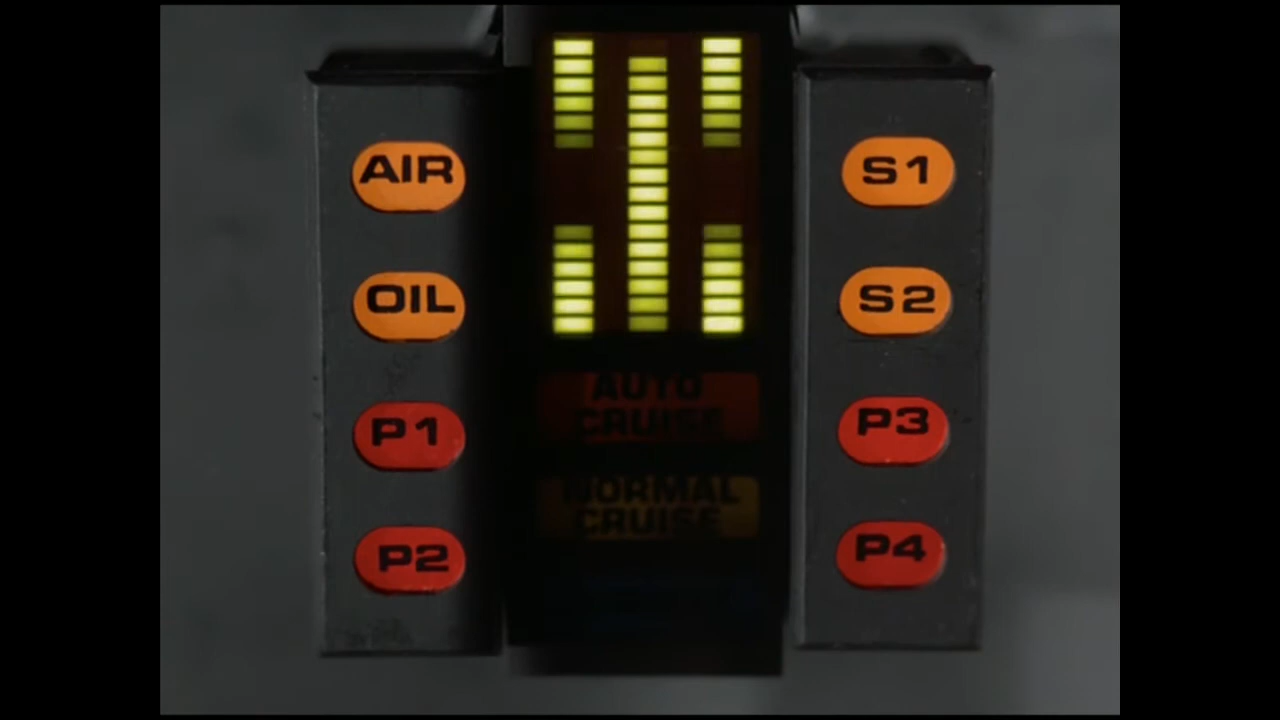 AIR
OIL
P1
P2
AUTO
CRUISE
NORMAL
CRUISE
S1
S2
P3
P4